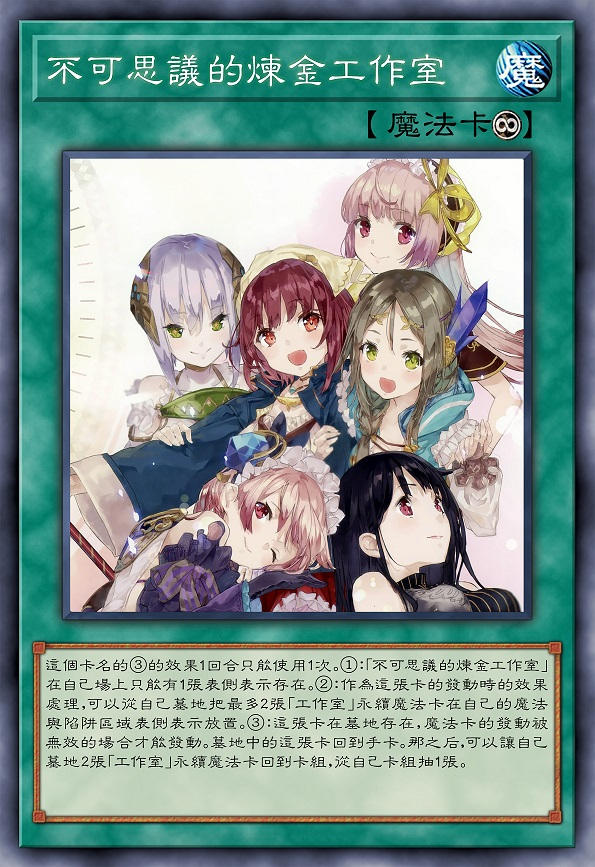 不可思議的煉金工作室
魔
【魔法卡♾】
這個卡名的③的效果1回合只能使用1次。①:「不可思議的煉金工作室」
在自己場上只能有1張表側表示存在。②:作為這張卡的發動時的效果
處理,可以從自己墓地把最多2張「工作室」永續魔法卡在自己的魔法
與陷阱區域表側表示放置。③:這張卡在墓地存在,魔法卡的發動被
無效的場合才能發動。墓地中的這張卡回到手卡。那之后,可以讓自己
墓地2張「工作室」永續魔法卡回到卡組,從自己卡組抽1張。